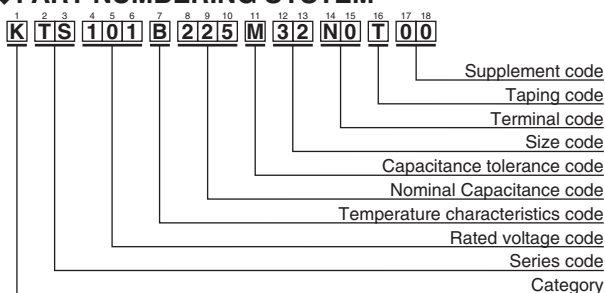 PART NUMBERING SYSTEM
1 2 3 4 5 6 7 8 9 10 11 12 13 14 15 16 17 18
K TS 101 B 225 M 32 N0 T 00
Supplement code
Taping code
Terminal code
Size code
Capacitance tolerance code
Nominal Capacitance code
Temperature characteristics code
Rated voltage code
Series code
Category